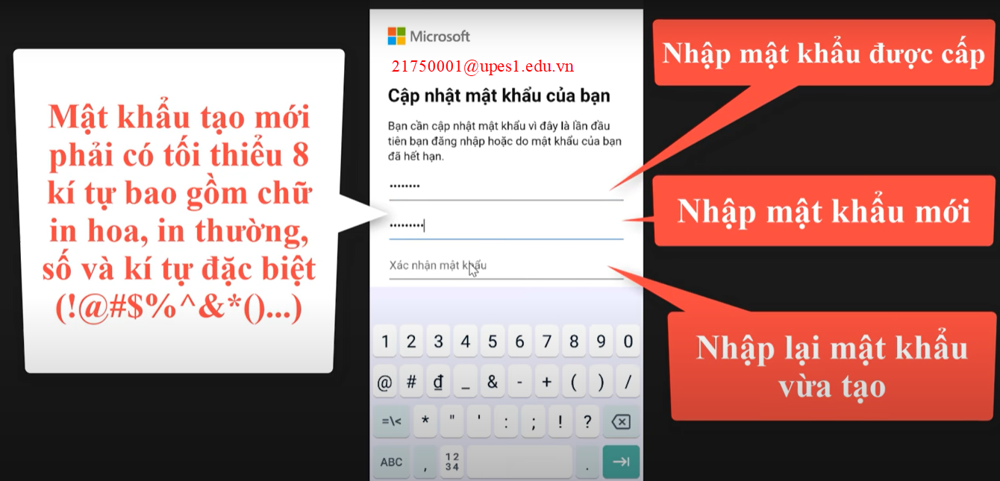 Mật khẩu tạo mới
phải có tối thiểu 8
kí tự bao gồm chữ
in hoa, in thường,
số và kí tự đặc biệt
(!@#$%^&*()...)
Microsoft
21750001@upes1.edu.vn
Cập nhật mật khẩu của bạn
Bạn cần cập nhật mật khẩu vì đây là lần đầu
tiên bạn đăng nhập hoặc do mật khẩu của bạn
đã hết hạn.
••••••••
•••••••••
Xác nhận mật khẩu
1 2 3 4 5 6 7 8 9 0
@ # ₫ _ & - + ( ) /
=\< * " ' : ; ! ?
ABC , 12 .
34
Nhập mật khẩu được cấp
Nhập mật khẩu mới
Nhập lại mật khẩu
vừa tạo